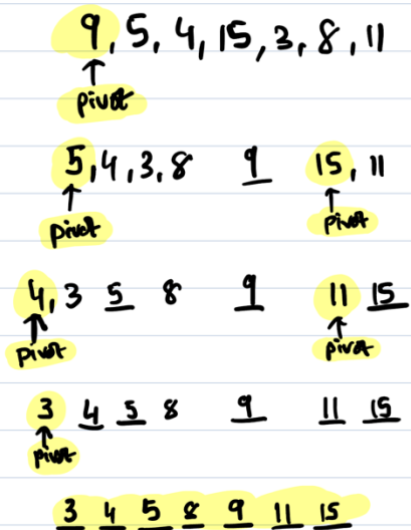 9, 5, 4, 15, 3, 8, 11
pivot
5, 4, 3, 8 9 15, 11
pivot pivot
4, 3 5 8 9 11 15
pivot pivot
3 4 5 8 9 11 15
pivot
3 4 5 8 9 11 15